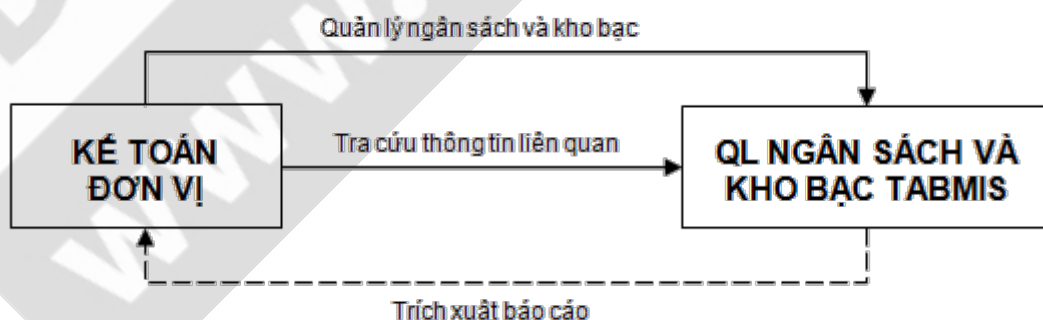 Quản lý ngân sách và kho bạc
KẾ TOÁN
ĐƠN VỊ
Tra cứu thông tin liên quan
QL NGÂN SÁCH VÀ
KHO BẠC TABMIS
Trích xuất báo cáo